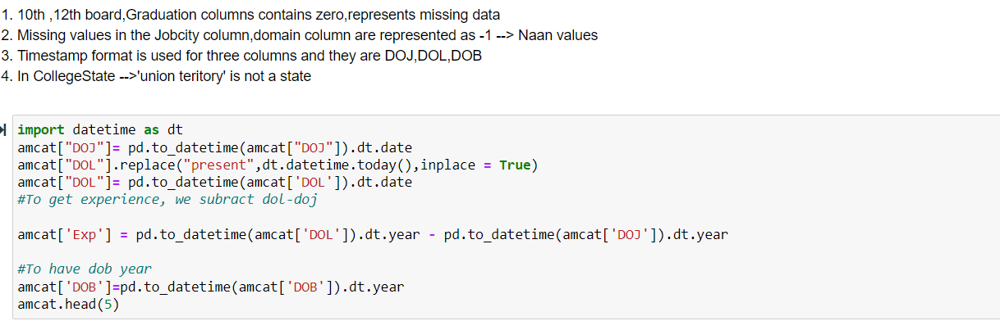 1. 10th ,12th board,Graduation columns contains zero,represents missing data
2. Missing values in the Jobcity column,domain column are represented as -1 --> Naan values
3. Timestamp format is used for three columns and they are DOJ,DOL,DOB
4. In CollegeState -->'union teritory' is not a state
import datetime as dt
amcat["DOJ"]= pd.to_datetime(amcat["DOJ"]).dt.date
amcat["DOL"].replace("present",dt.datetime.today(),inplace = True)
amcat["DOL"]= pd.to_datetime(amcat['DOL']).dt.date
#To get experience, we subract dol-doj
amcat['Exp'] = pd.to_datetime(amcat['DOL']).dt.year - pd.to_datetime(amcat['DOJ']).dt.year
#To have dob year
amcat['DOB']=pd.to_datetime(amcat['DOB']).dt.year
amcat.head(5)